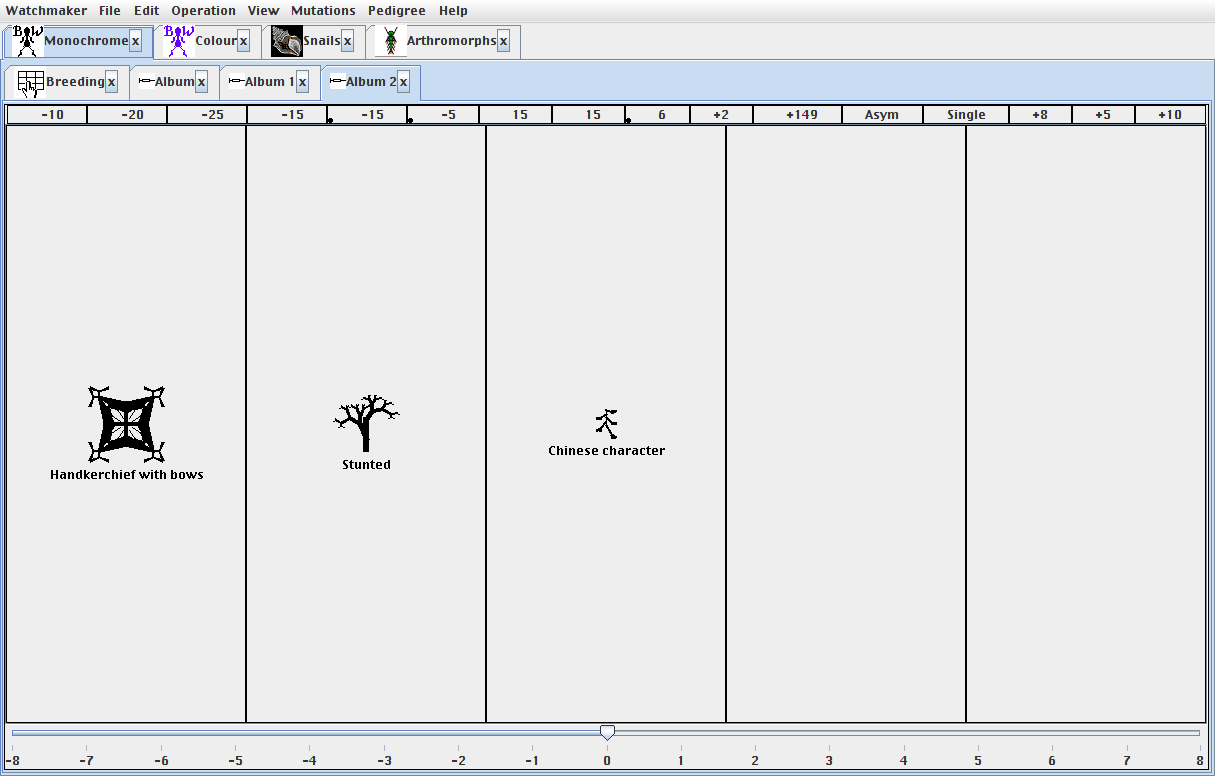 Watchmaker File Edit Operation View Mutations Pedigree Help
BW Monochrome x BW Colour x Snails x Arthromorphs x
Breeding x Album x Album 1 x Album 2 x
-10 -20 -25 -15 -15 -5 15 15 6 +2 +149 Asym Single +8 +5 +10
Handkerchief with bows
Stunted
Chinese character
-8 -7 -6 -5 -4 -3 -2 -1 0 1 2 3 4 5 6 7 8